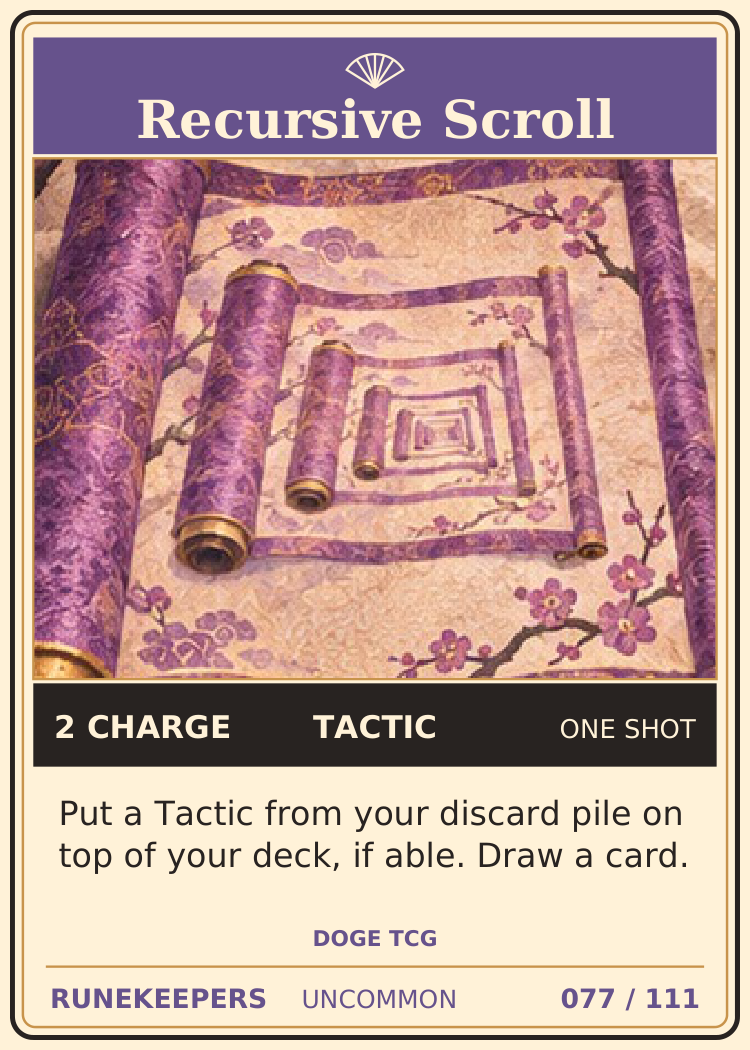 Recursive Scroll
2 CHARGE TACTIC ONE SHOT
Put a Tactic from your discard pile on
top of your deck, if able. Draw a card.
DOGE TCG
RUNEKEEPERS UNCOMMON 077 / 111